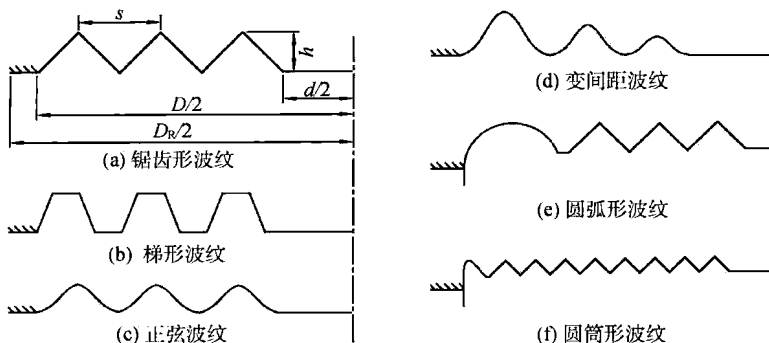 s
h
d/2
D/2
D_R/2
(a) 锯齿形波纹
(b) 梯形波纹
(c) 正弦波纹
(d) 变间距波纹
(e) 圆弧形波纹
(f) 圆筒形波纹